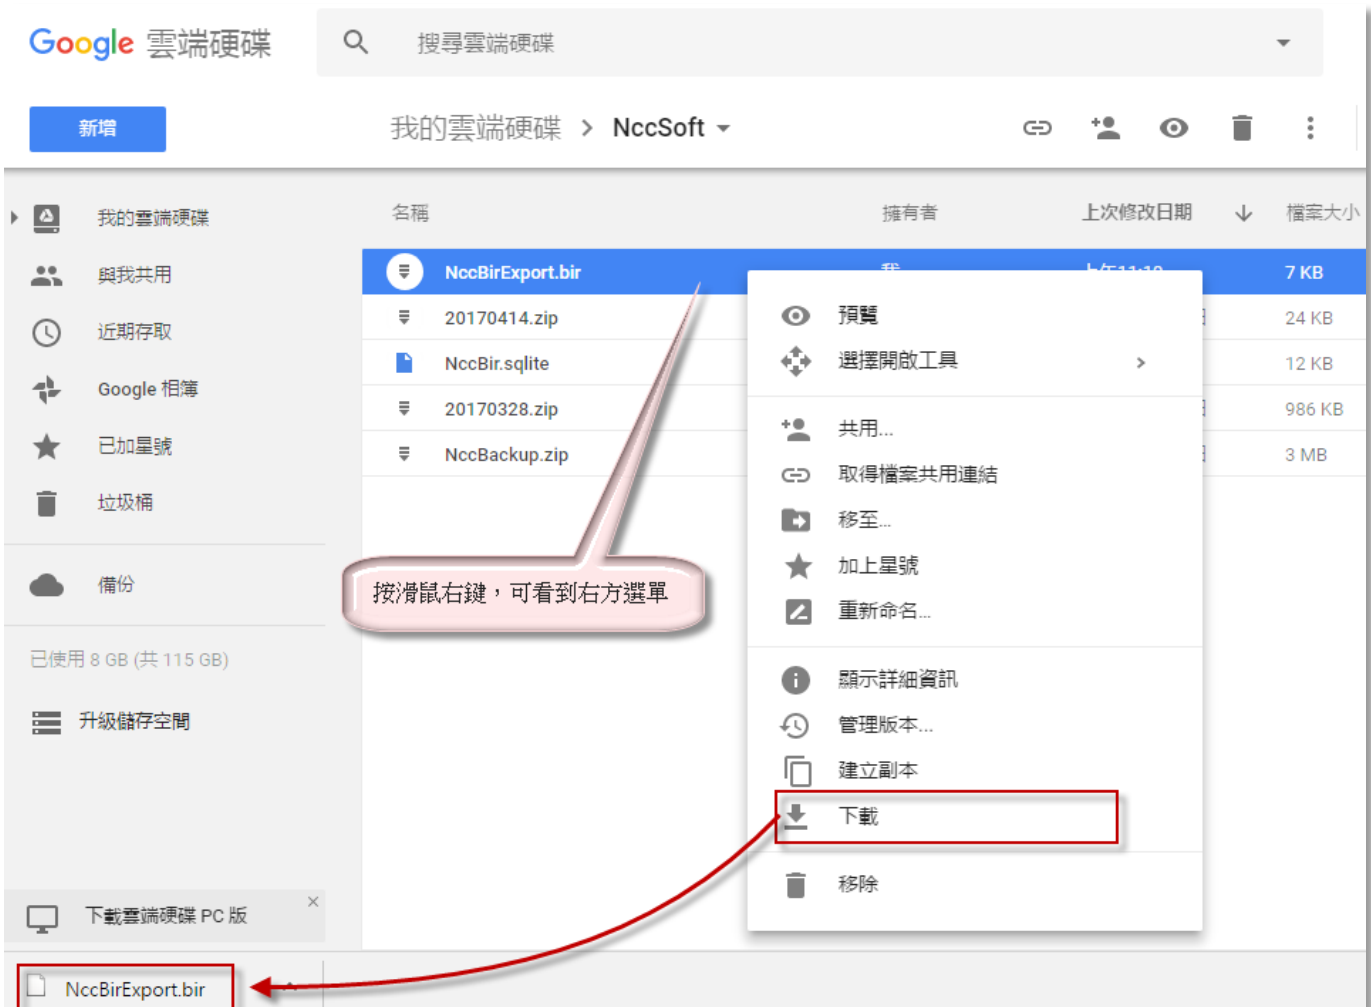 Google 雲端硬碟
搜尋雲端硬碟
新增
我的雲端硬碟 > NccSoft
我的雲端硬碟
與我共用
近期存取
Google 相簿
已加星號
垃圾桶
備份
已使用 8 GB (共 115 GB)
升級儲存空間
下載雲端硬碟 PC 版
名稱 擁有者 上次修改日期 檔案大小
NccBirExport.bir 我 上午11:19 7 KB
20170414.zip 24 KB
NccBir.sqlite 12 KB
20170328.zip 986 KB
NccBackup.zip 3 MB
按滑鼠右鍵,可看到右方選單
預覽
選擇開啟工具
共用...
取得檔案共用連結
移至...
加上星號
重新命名...
顯示詳細資訊
管理版本...
建立副本
下載
移除
NccBirExport.bir